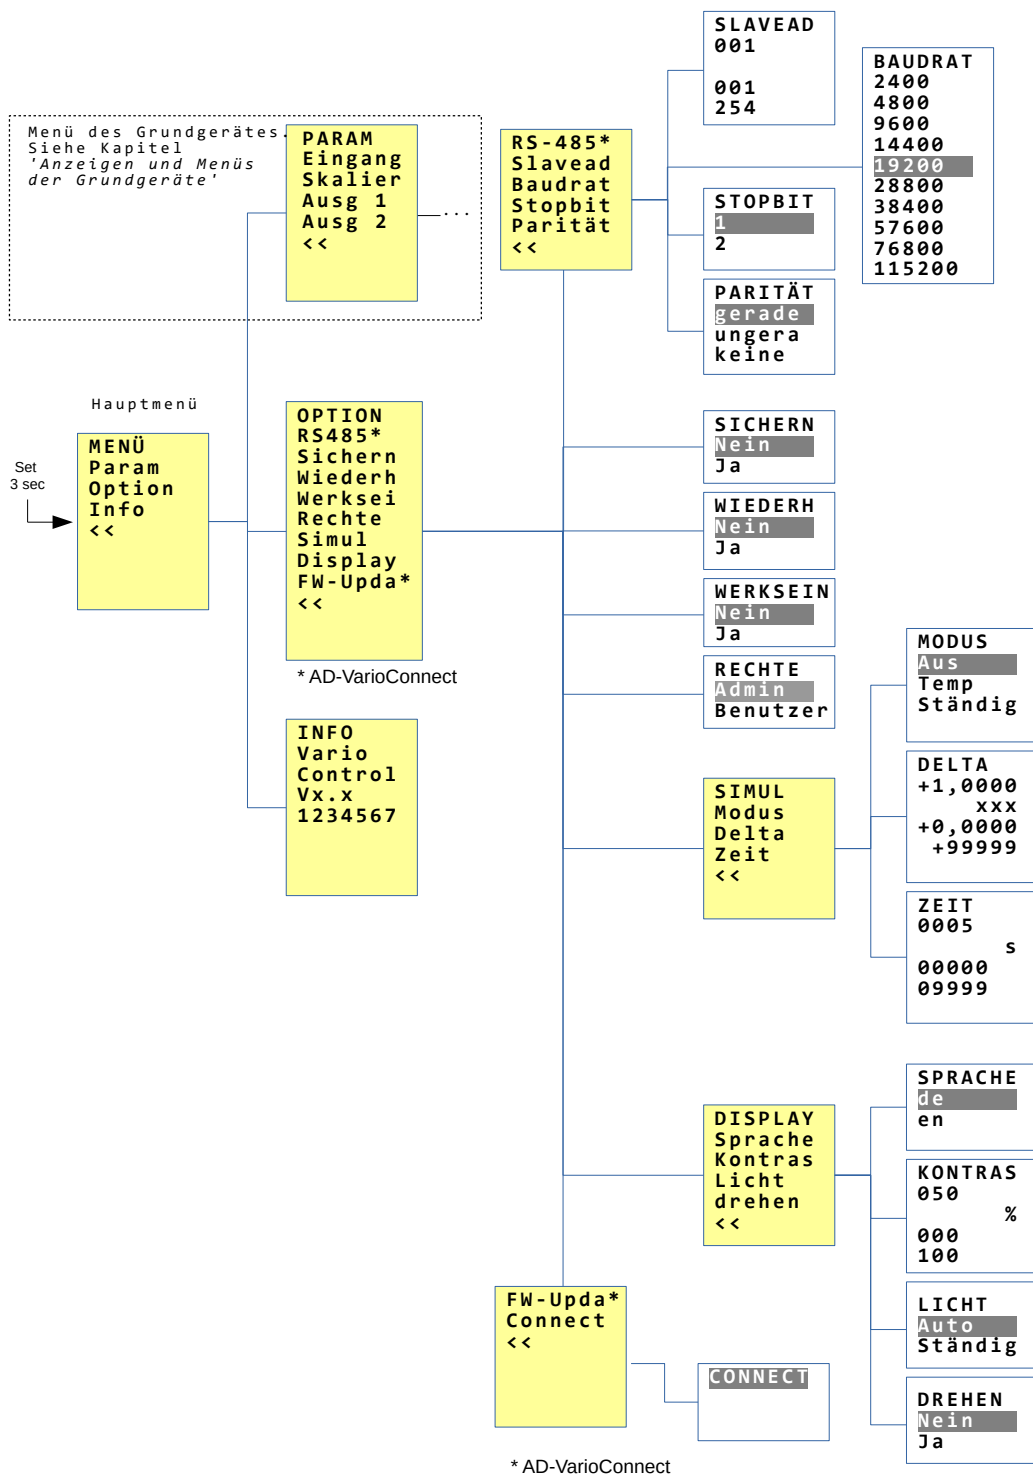 Menü des Grundgerätes.
Siehe Kapitel
'Anzeigen und Menüs
der Grundgeräte'
PARAM
Eingang
Skalier
Ausg 1
Ausg 2
<<
...
Hauptmenü
Set
3 sec
MENÜ
Param
Option
Info
<<
OPTION
RS485*
Sichern
Wiederh
Werksei
Rechte
Simul
Display
FW-Upda*
<<
* AD-VarioConnect
INFO
Vario
Control
Vx.x
1234567
RS-485*
Slavead
Baudrat
Stopbit
Parität
<<
SLAVEAD
001
001
254
BAUDRAT
2400
4800
9600
14400
19200
28800
38400
57600
76800
115200
STOPBIT
1
2
PARITÄT
gerade
ungera
keine
SICHERN
Nein
Ja
WIEDERH
Nein
Ja
WERKSEIN
Nein
Ja
RECHTE
Admin
Benutzer
SIMUL
Modus
Delta
Zeit
<<
MODUS
Aus
Temp
Ständig
DELTA
+1,0000
xxx
+0,0000
+99999
ZEIT
0005
s
00000
09999
DISPLAY
Sprache
Kontras
Licht
drehen
<<
SPRACHE
de
en
KONTRAS
050
%
000
100
LICHT
Auto
Ständig
DREHEN
Nein
Ja
FW-Upda*
Connect
<<
CONNECT
* AD-VarioConnect